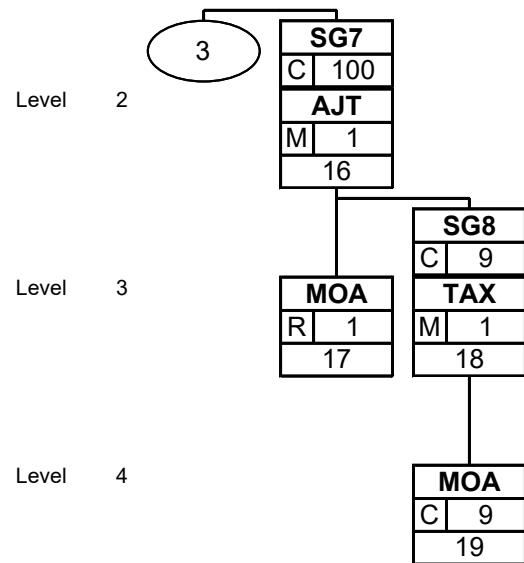 3
SG7
C 100
Level 2
AJT
M 1
16
SG8
C 9
Level 3
MOA
TAX
R 1
M 1
17
18
Level 4
MOA
C 9
19